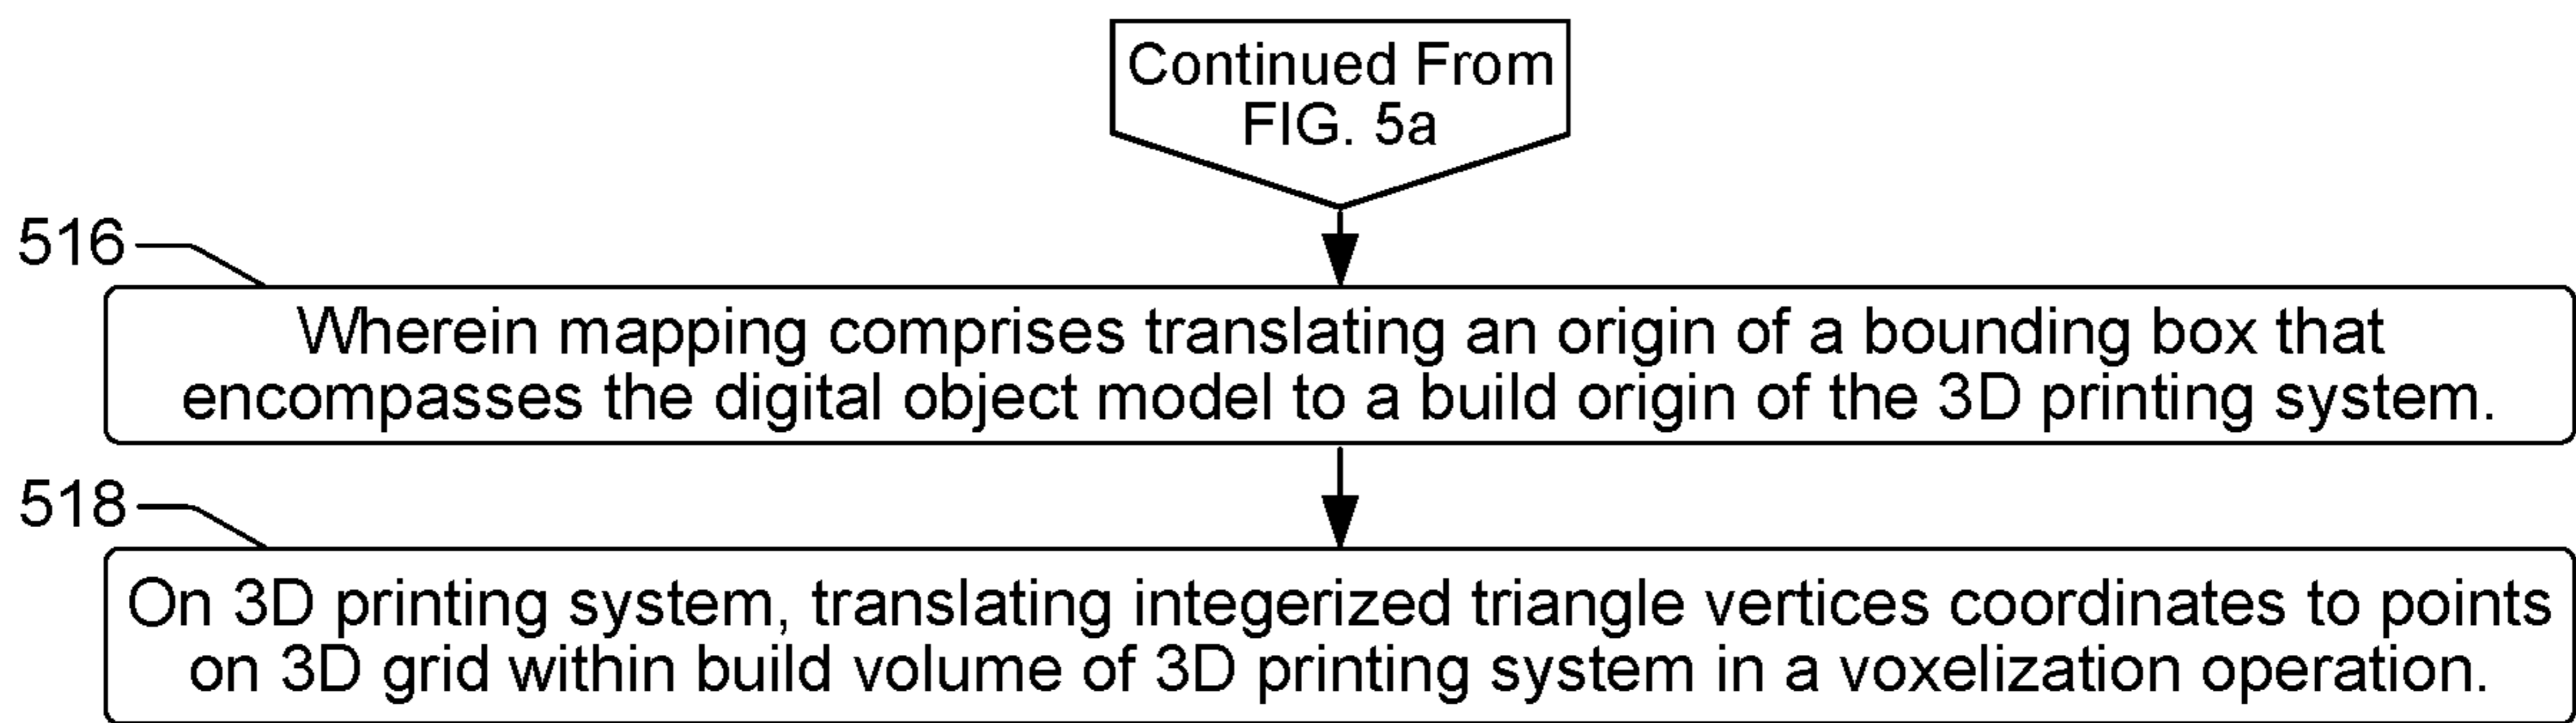 Continued From
FIG. 5a
516
Wherein mapping comprises translating an origin of a bounding box that
encompasses the digital object model to a build origin of the 3D printing system.
518
On 3D printing system, translating integerized triangle vertices coordinates to points
on 3D grid within build volume of 3D printing system in a voxelization operation.